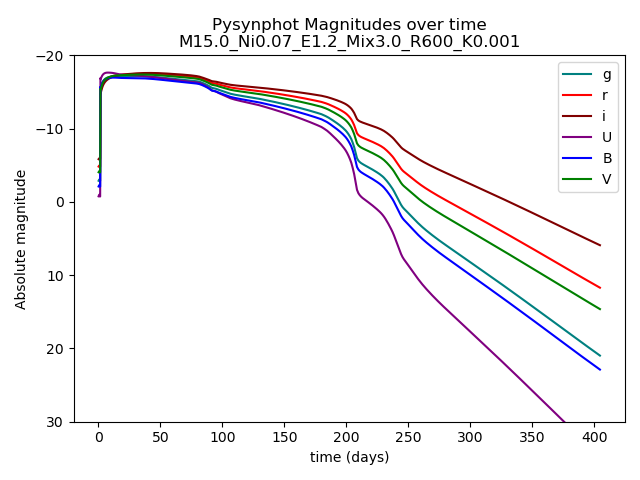 Pysynphot Magnitudes over time
M15.0_Ni0.07_E1.2_Mix3.0_R600_K0.001
−20
−10
0
10
20
30
Absolute magnitude
0 50 100 150 200 250 300 350 400
time (days)
g
r
i
U
B
V